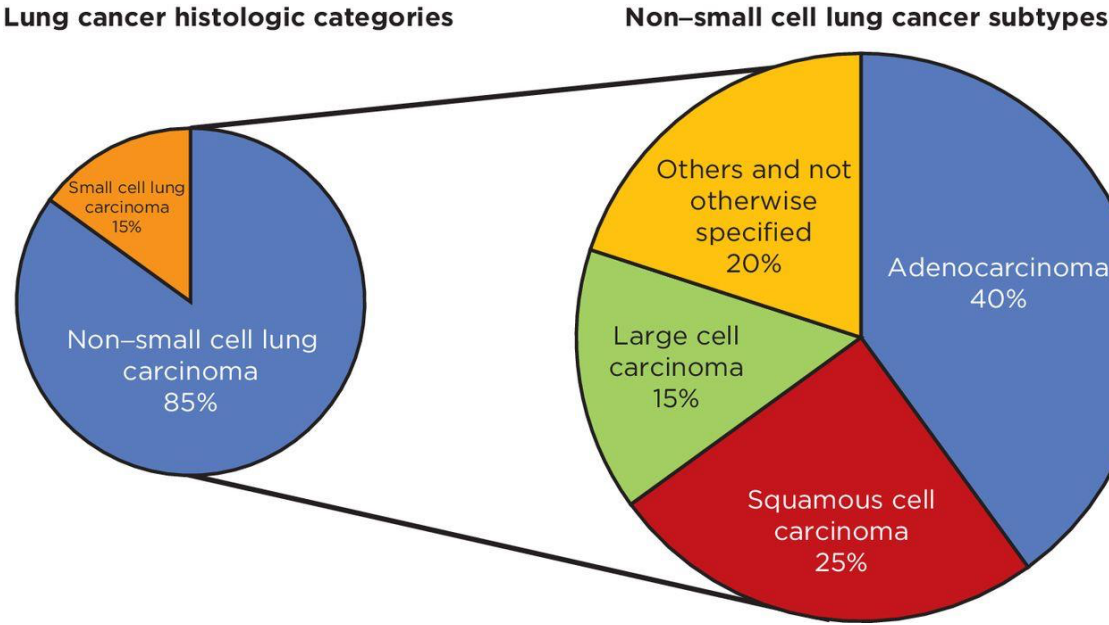 Lung cancer histologic categories
Non–small cell lung cancer subtypes
Small cell lung
carcinoma
15%
Non–small cell lung
carcinoma
85%
Others and not
otherwise
specified
20%
Adenocarcinoma
40%
Large cell
carcinoma
15%
Squamous cell
carcinoma
25%